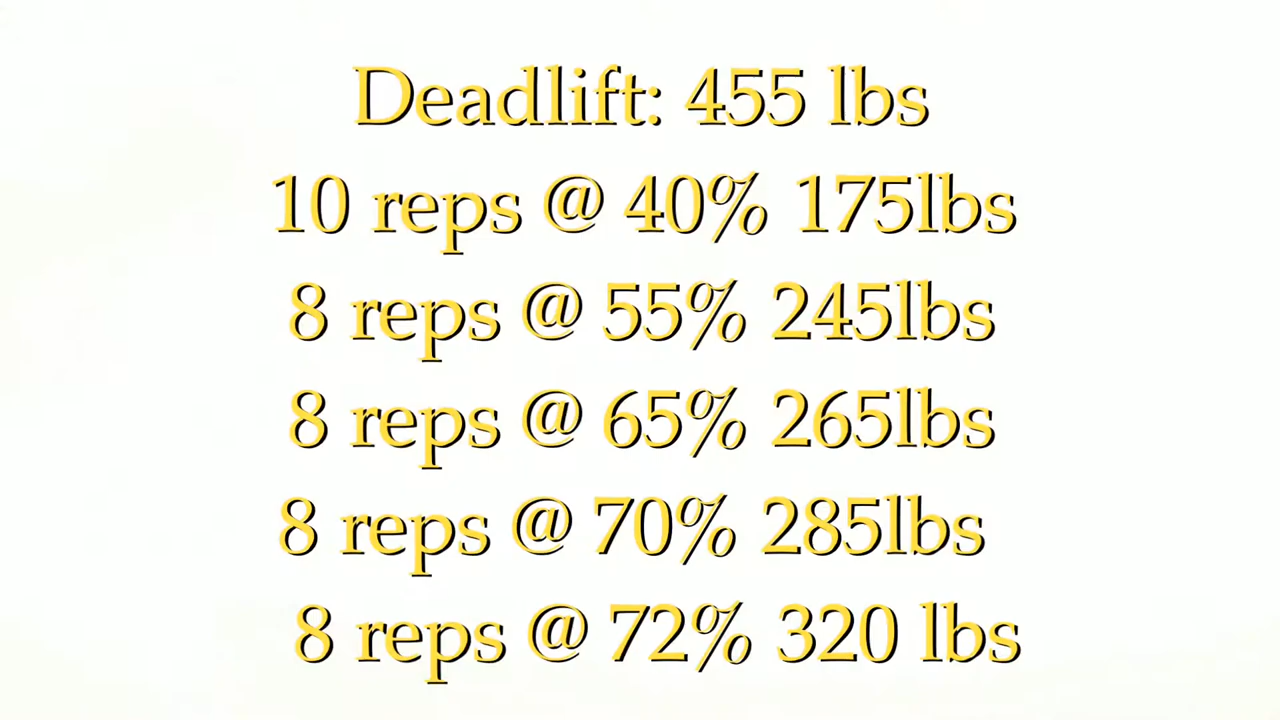 Deadlift: 455 lbs
10 reps @ 40% 175lbs
8 reps @ 55% 245lbs
8 reps @ 65% 265lbs
8 reps @ 70% 285lbs
8 reps @ 72% 320 lbs